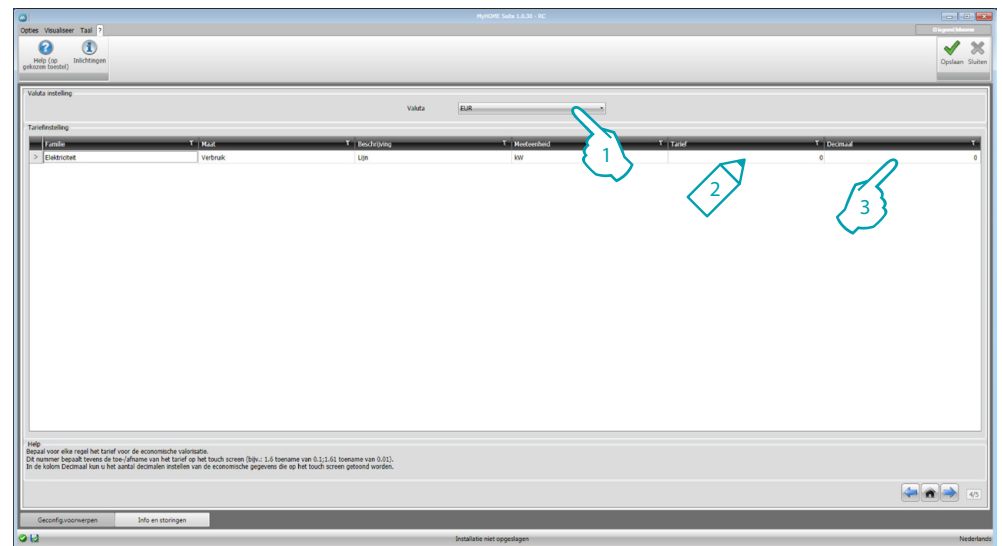 MyHOME Suite 1.0.30 - RC
Opties Visualiseer Taal ?
Help (op gekozen toestel)
Inlichtingen
Opslaan Sluiten
Valuta instelling
Valuta EUR
Tariefinstelling
Familie Maat Beschrijving Meeteenheid Tarief Decimaal
> Elektriciteit Verbruik Lijn kW 0 0
1
2
3
Help
Bepaal voor elke regel het tarief voor de economische valorisatie.
Dit nummer bepaalt tevens de toe-/afname van het tarief op het touch screen (bijv.: 1.6 toename van 0.1;1.61 toename van 0.01).
In de kolom Decimaal kun u het aantal decimalen instellen van de economische gegevens die op het touch screen getoond worden.
4/5
Geconfig.voorwerpen Info en storingen
Installatie niet opgeslagen
Nederlands